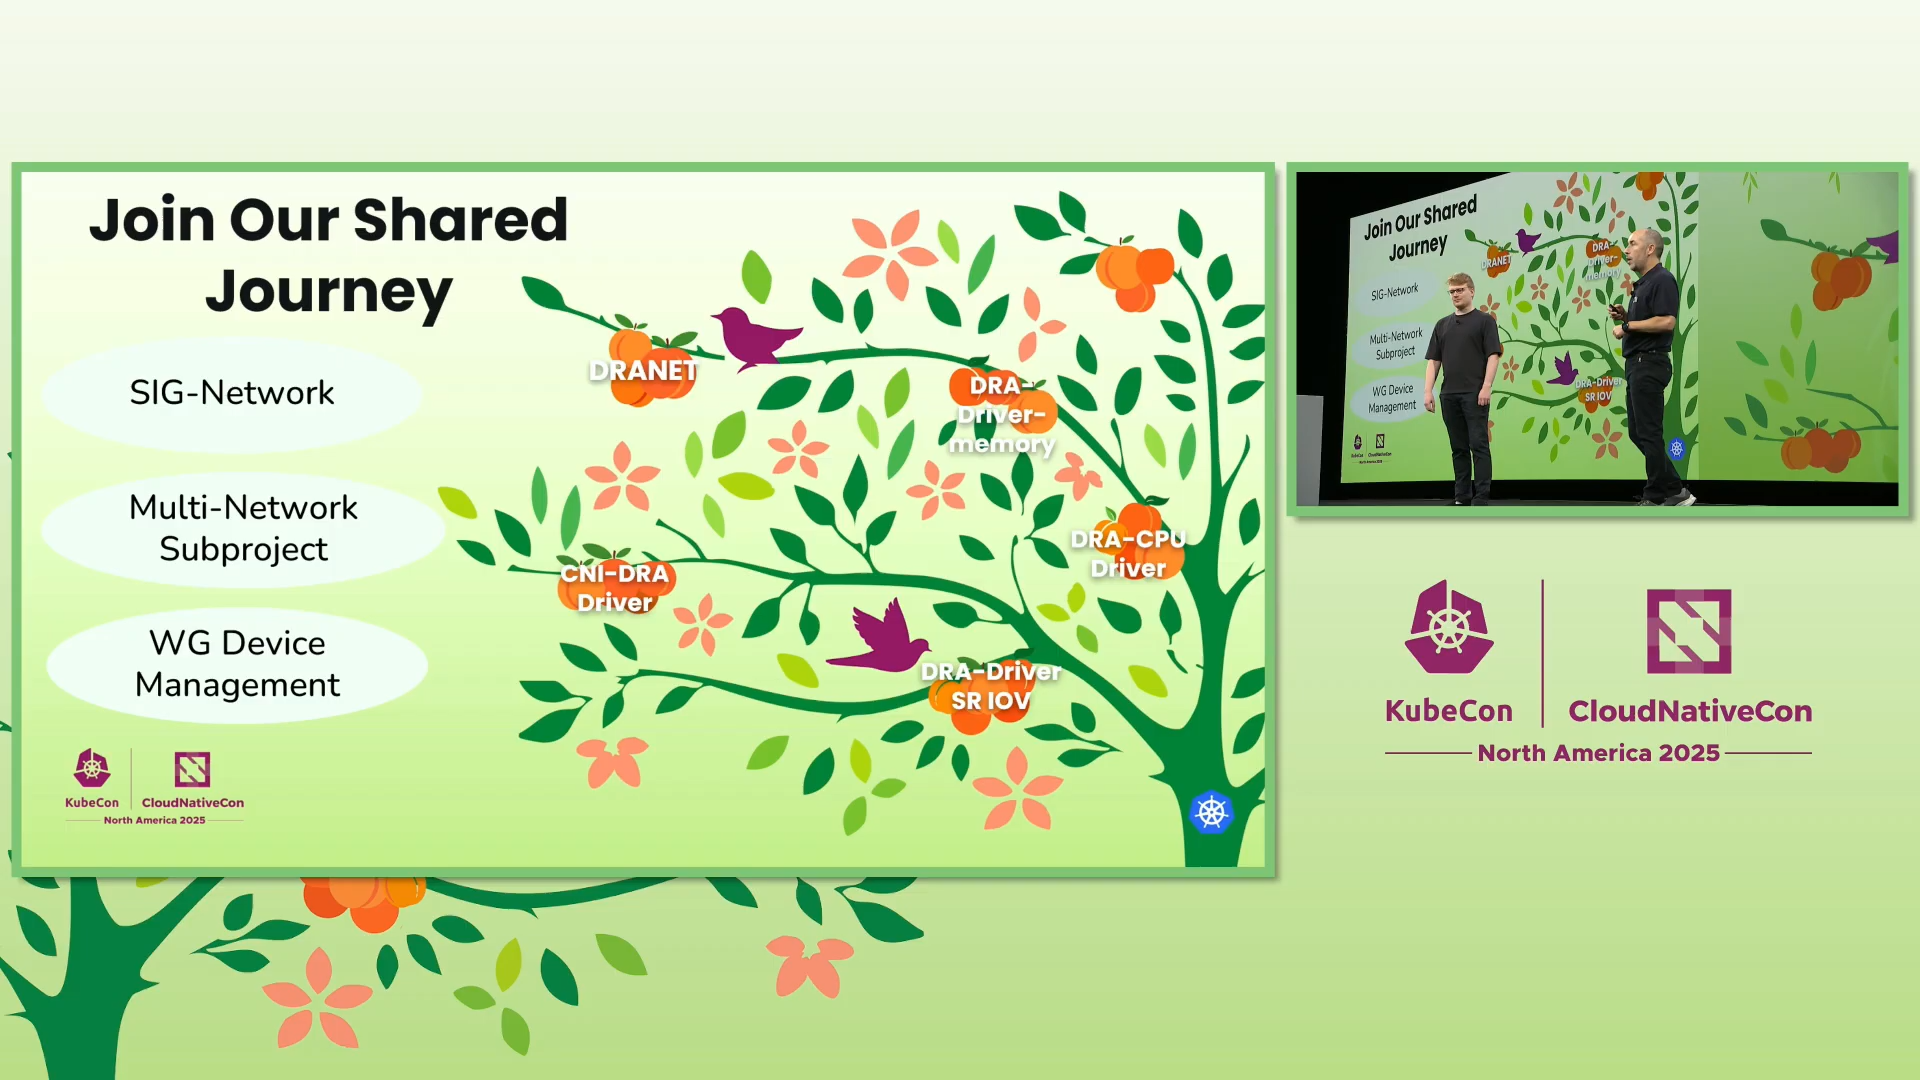 Join Our Shared
Journey
SIG-Network
Multi-Network
Subproject
WG Device
Management
DRANET
DRA-
Driver-
memory
DRA-CPU
Driver
CNI-DRA
Driver
DRA-Driver
SR IOV
KubeCon
CloudNativeCon
North America 2025
Join Our Shared
Journey
SIG-Network
Multi-Network
Subproject
WG Device
Management
DRANET
DRA-
Driver-
memory
DRA-Driver
SR IOV
KubeCon
CloudNativeCon
North America 2025